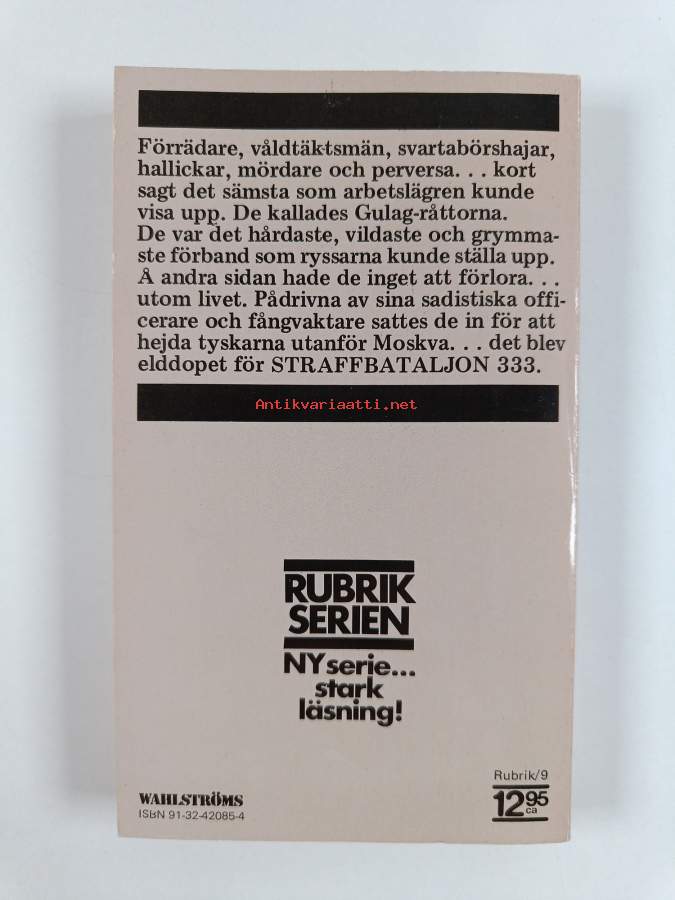 Förrädare, våldtäktsmän, svartabörshajar,
hallickar, mördare och perversa. . . kort
sagt det sämsta som arbetslägren kunde
visa upp. De kallades Gulag-råttorna.
De var det hårdaste, vildaste och grymma-
ste förband som ryssarna kunde ställa upp.
Å andra sidan hade de inget att förlora. . .
utom livet. Pådrivna av sina sadistiska offi-
cerare och fångvaktare sattes de in för att
hejda tyskarna utanför Moskva. . . det blev
elddopet för STRAFFBATALJON 333.
Antikvariaatti.net
RUBRIK
SERIEN
NY serie...
stark
läsning!
Rubrik/9
12 95
ca
WAHLSTRÖMS
ISBN 91-32-42085-4